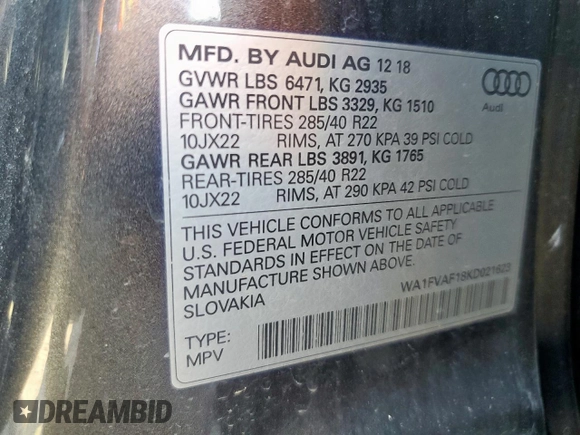 MFD. BY AUDI AG 12 18
GVWR LBS 6471, KG 2935
GAWR FRONT LBS 3329, KG 1510
FRONT-TIRES 285/40 R22
10JX22 RIMS, AT 270 KPA 39 PSI COLD
GAWR REAR LBS 3891, KG 1765
REAR-TIRES 285/40 R22
10JX22 RIMS, AT 290 KPA 42 PSI COLD
Audi
THIS VEHICLE CONFORMS TO ALL APPLICABLE
U.S. FEDERAL MOTOR VEHICLE SAFETY
STANDARDS IN EFFECT ON THE DATE OF
MANUFACTURE SHOWN ABOVE.
SLOVAKIA
WA1FVAF18KD021623
TYPE:
MPV
DREAMBID